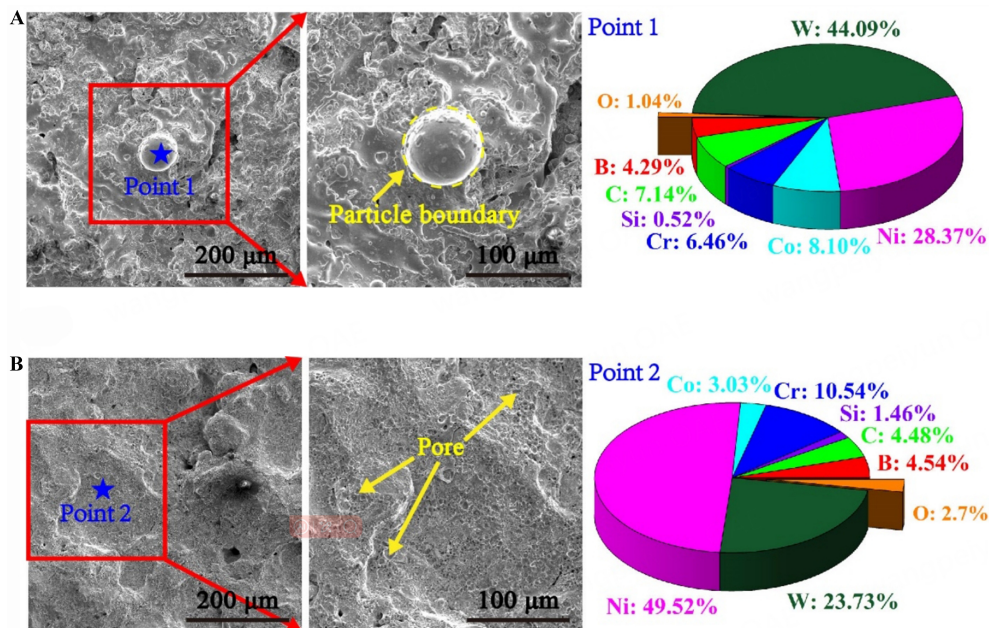 A
Point 1
200 μm
Particle boundary
100 μm
Point 1
W: 44.09%
O: 1.04%
B: 4.29%
C: 7.14%
Si: 0.52%
Cr: 6.46%
Co: 8.10%
Ni: 28.37%
B
Point 2
200 μm
Pore
100 μm
Point 2
Co: 3.03%
Cr: 10.54%
Si: 1.46%
C: 4.48%
B: 4.54%
O: 2.7%
Ni: 49.52%
W: 23.73%